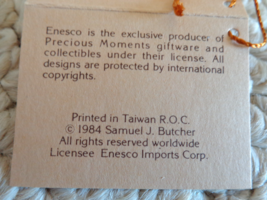 Enesco is the exclusive producer of
Precious Moments giftware and
collectibles under their license. All
designs are protected by international
copyrights.
Printed in Taiwan R.O.C.
© 1984 Samuel J. Butcher
All rights reserved worldwide
Licensee Enesco Imports Corp.